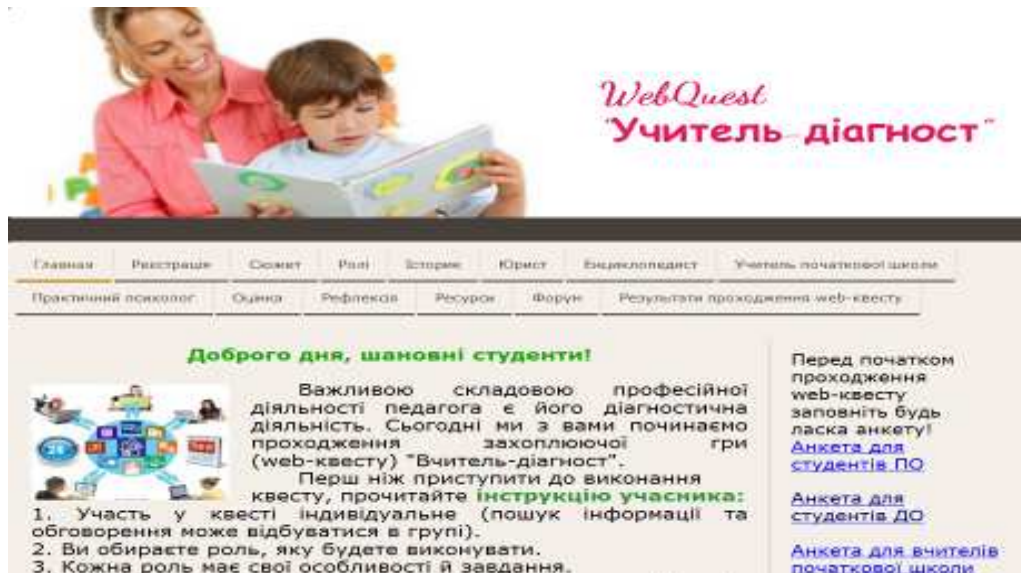 WebQuest
"Учитель-діагност"
Главная Реєстрація Сюжет Ролі Історик Юрист Енциклопедист Учитель початкової школи
Практичний психолог Оцінка Рефлексія Ресурси Форум Результати проходження web-квесту
Доброго дня, шановні студенти!
Важливою складовою професійної
діяльності педагога є його діагностична
діяльність. Сьогодні ми з вами починаємо
проходження захоплюючої гри
(web-квесту) "Вчитель-діагност".
Перш ніж приступити до виконання
квесту, прочитайте інструкцію учасника:
1. Участь у квесті індивідуальне (пошук інформації та
обговорення може відбуватися в групі).
2. Ви обираєте роль, яку будете виконувати.
3. Кожна роль має свої особливості й завдання.
Перед початком
проходження
web-квесту
заповніть будь
ласка анкету!
Анкета для
студентів ПО
Анкета для
студентів ДО
Анкета для вчителів
початкової школи